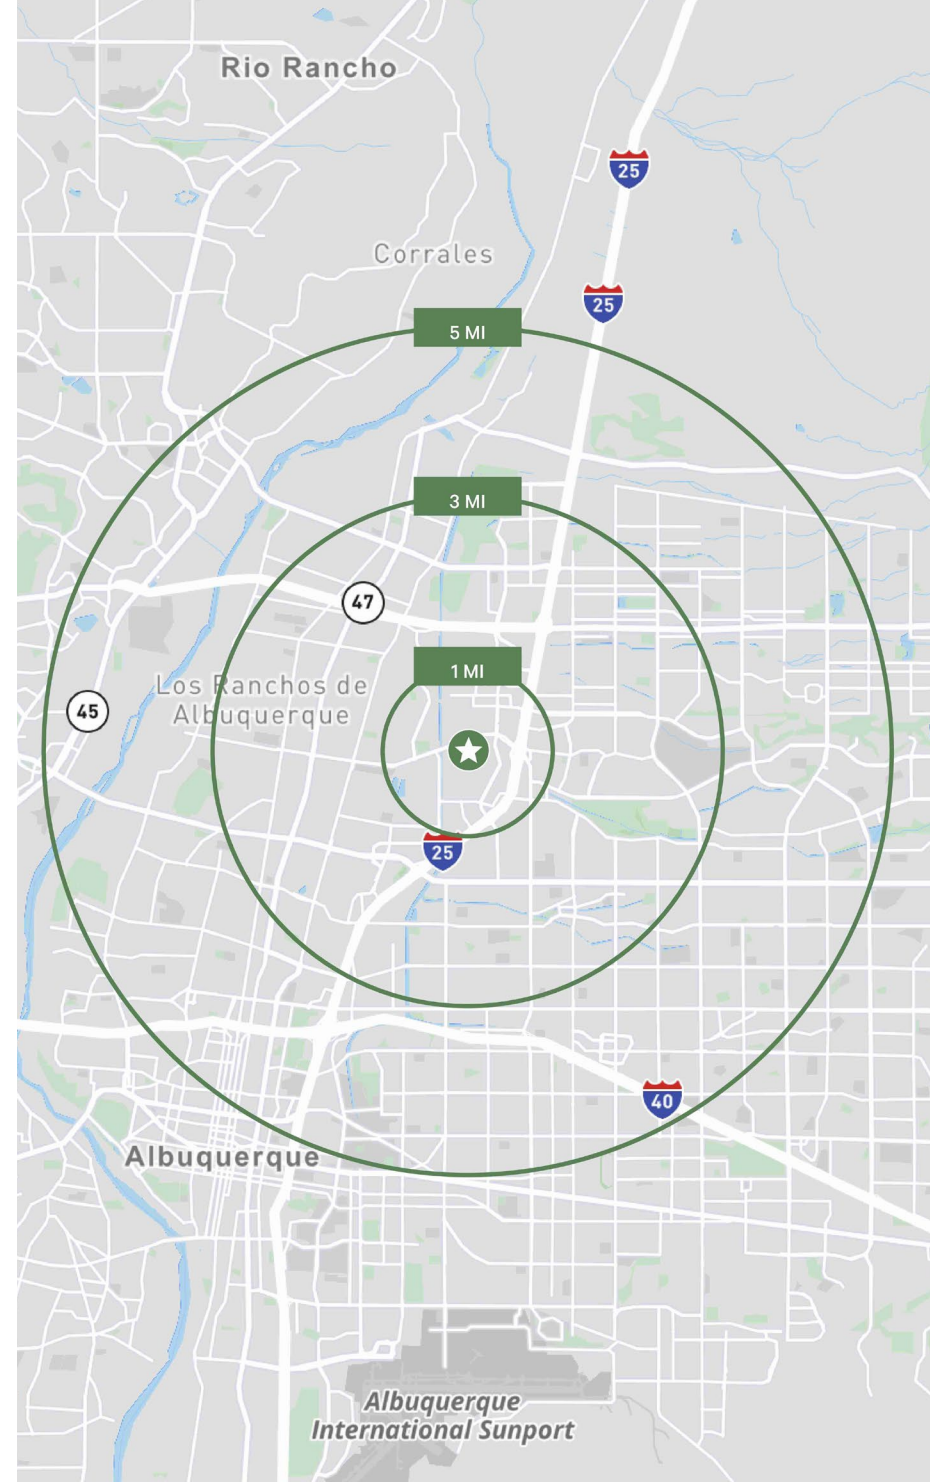 Rio Rancho
25
Corrales
25
5 MI
3 MI
47
1 MI
Los Ranchos de
Albuquerque
45
25
40
Albuquerque
Albuquerque
International Sunport